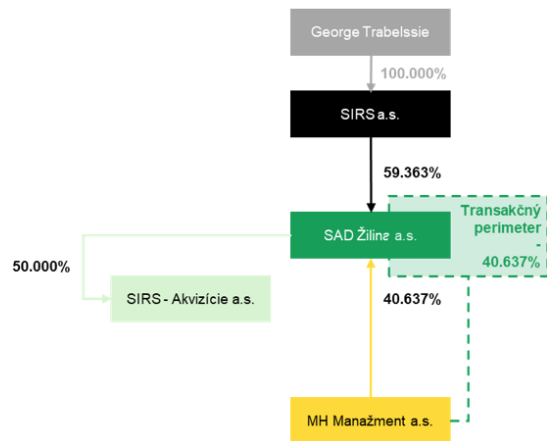 George Trabelssie
100.000%
SIRS a.s.
59.363%
SAD Žilina a.s.
Transakčný
perimeter
-
40.637%
50.000%
SIRS - Akvizície a.s.
40.637%
MH Manažment a.s.